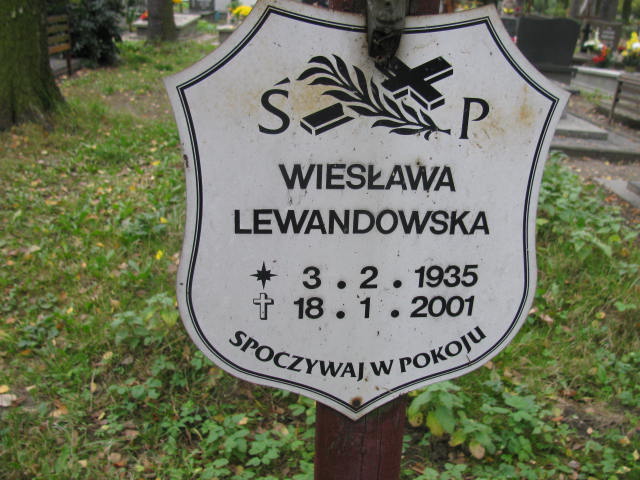 Ś P
WIESŁAWA
LEWANDOWSKA
3.2.1935
18.1.2001
SPOCZYWAJ W POKOJU